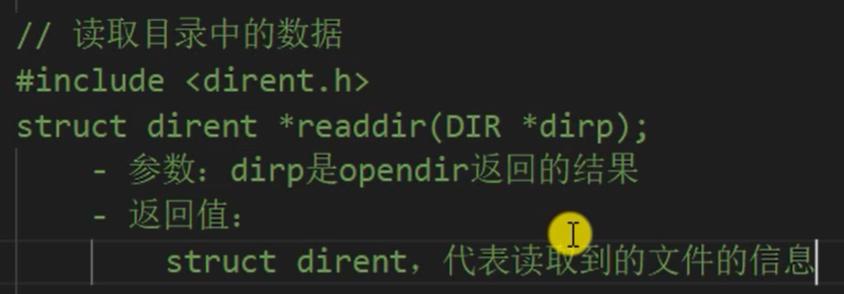 // 读取目录中的数据
#include <dirent.h>
struct dirent *readdir(DIR *dirp);
- 参数：dirp是opendir返回的结果
- 返回值：
struct dirent，代表读取到的文件的信息